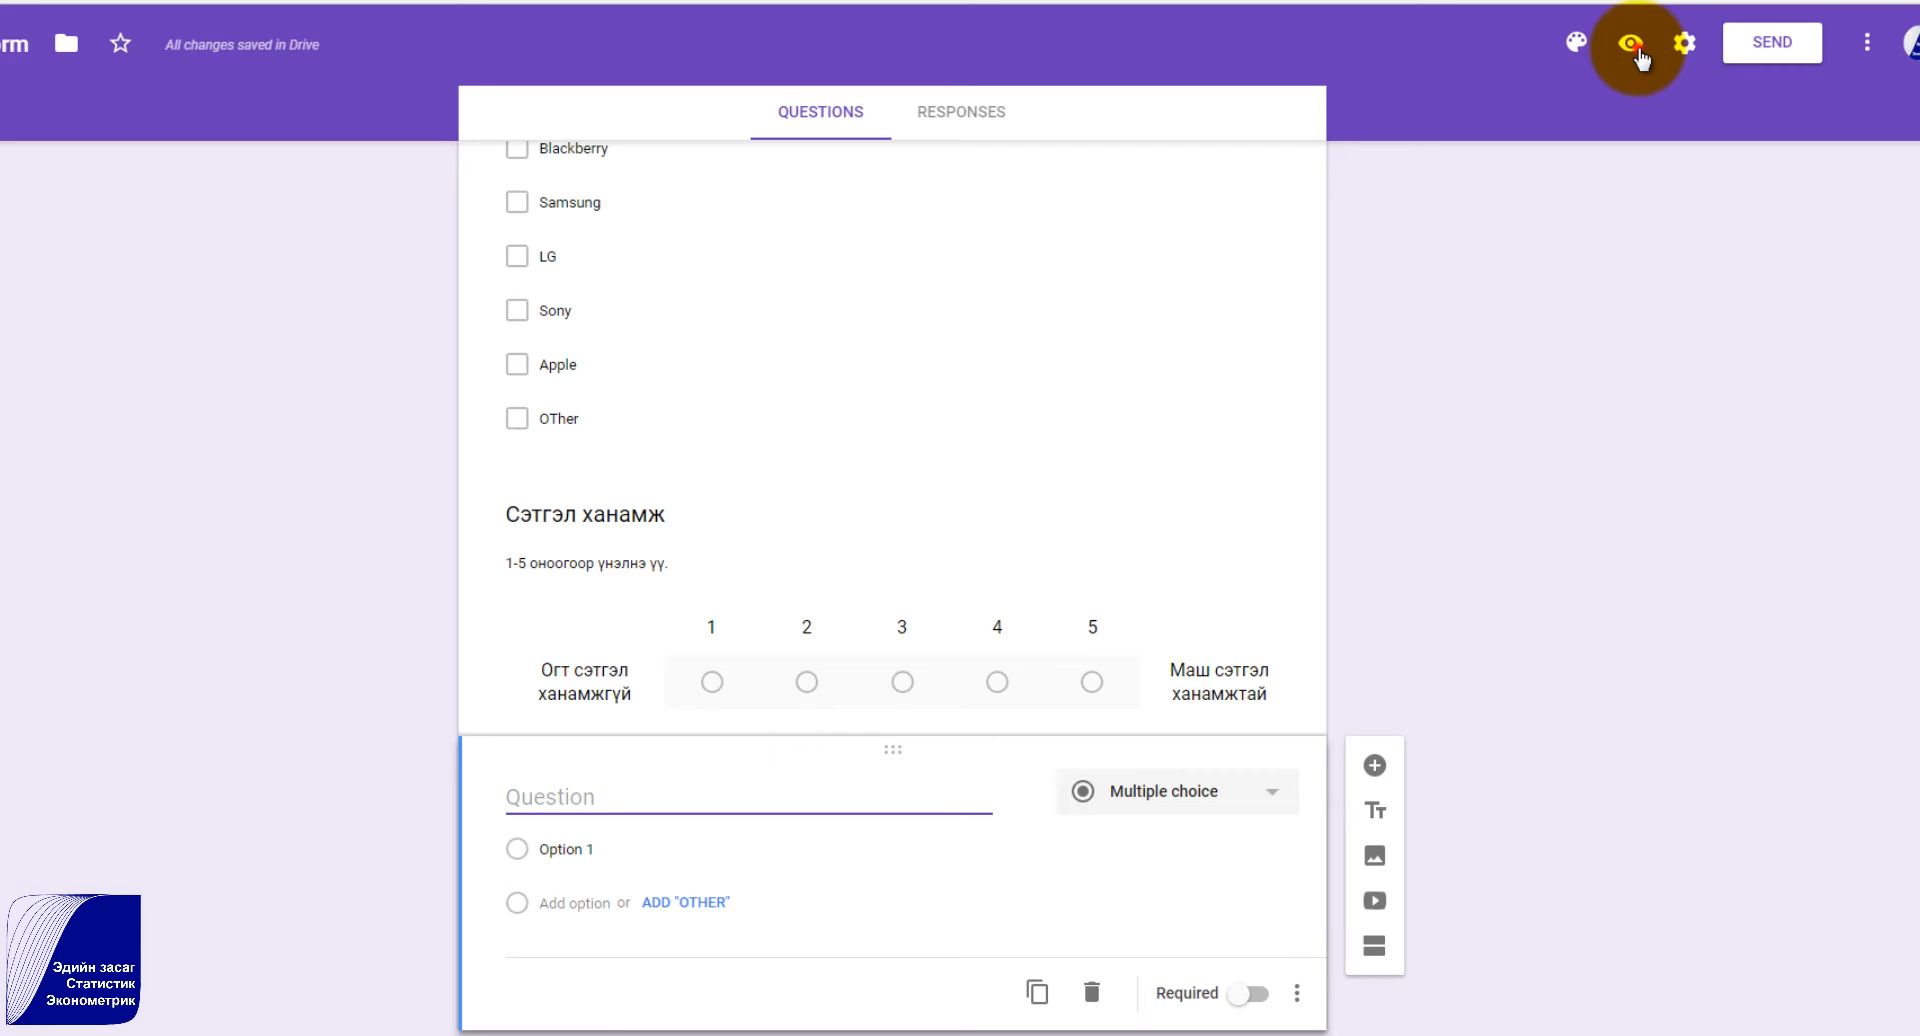 orm
All changes saved in Drive
SEND
QUESTIONS
RESPONSES
Blackberry
Samsung
LG
Sony
Apple
OTher
Сэтгэл ханамж
1-5 оноогоор үнэлнэ үү.
1 2 3 4 5
Огт сэтгэл
ханамжгүй
Маш сэтгэл
ханамжтай
Question
Multiple choice
Option 1
Add option or ADD "OTHER"
Required
Эдийн засаг
Статистик
Эконометрик